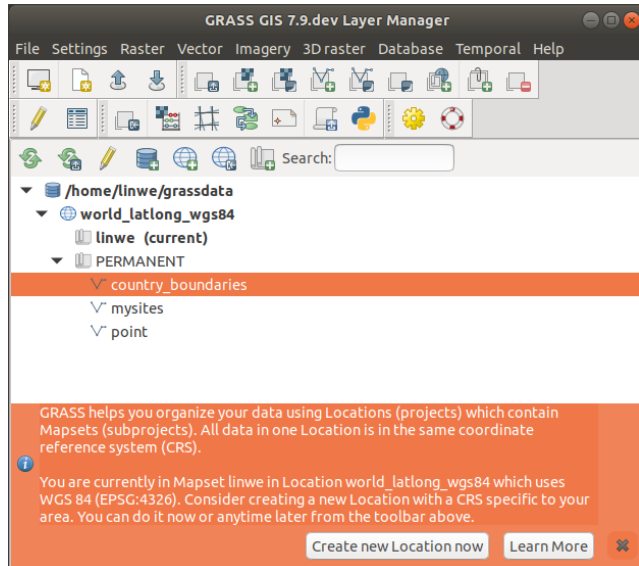 GRASS GIS 7.9.dev Layer Manager
File Settings Raster Vector Imagery 3D raster Database Temporal Help
Search:
/home/linwe/grassdata
world_latlong_wgs84
linwe (current)
PERMANENT
country_boundaries
mysites
point
GRASS helps you organize your data using Locations (projects) which contain
Mapsets (subprojects). All data in one Location is in the same coordinate
reference system (CRS).
You are currently in Mapset linwe in Location world_latlong_wgs84 which uses
WGS 84 (EPSG:4326). Consider creating a new Location with a CRS specific to your
area. You can do it now or anytime later from the toolbar above.
Create new Location now Learn More